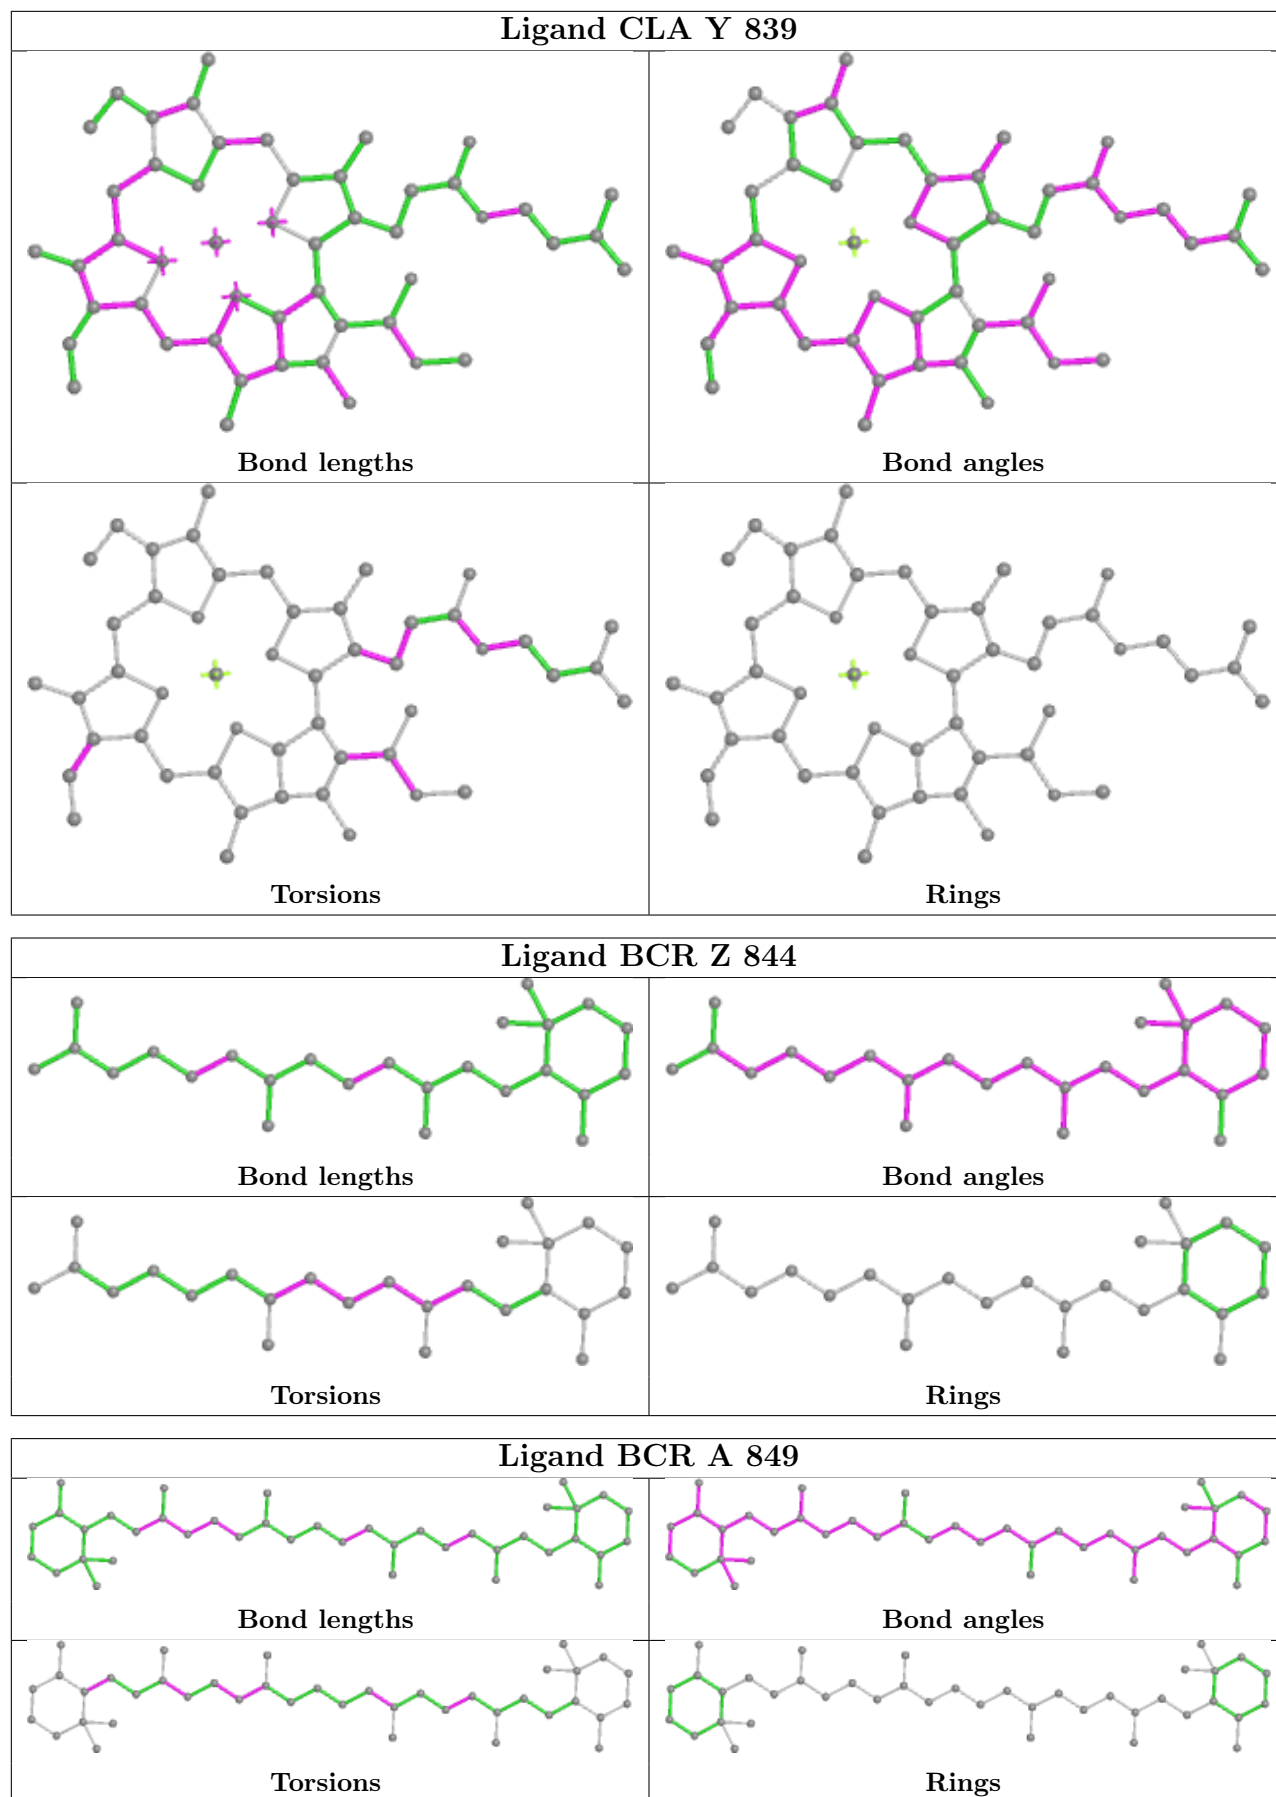 Ligand CLA Y 839
Bond lengths
Bond angles
Torsions
Rings
Ligand BCR Z 844
Bond lengths
Bond angles
Torsions
Rings
Ligand BCR A 849
Bond lengths
Bond angles
Torsions
Rings